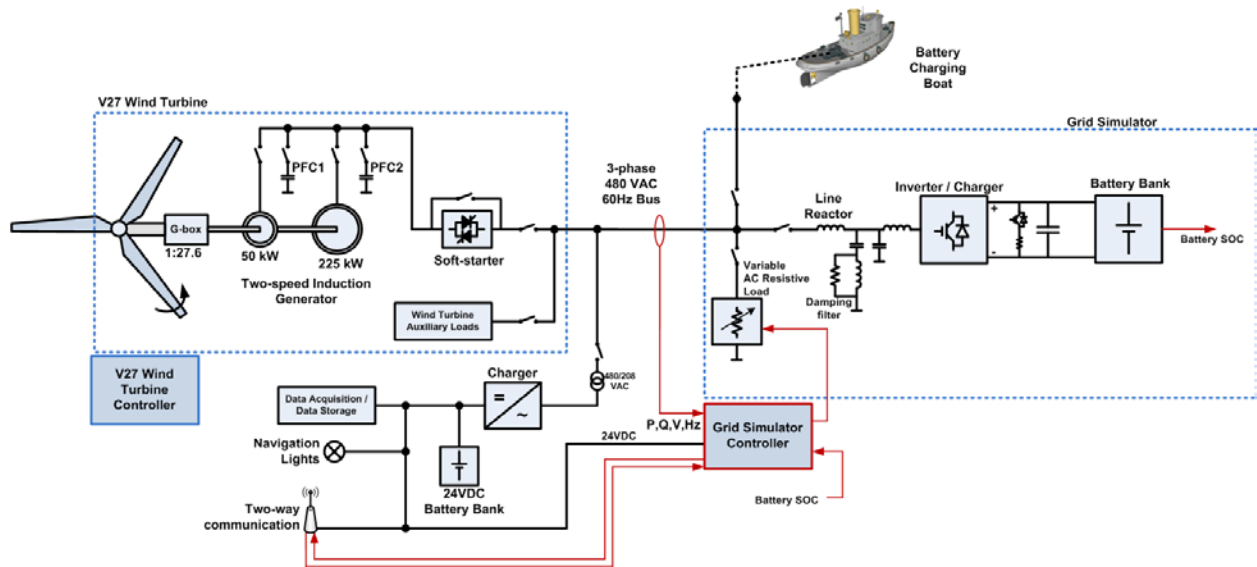 Battery
Charging
Boat
V27 Wind Turbine
Grid Simulator
PFC1
PFC2
3-phase
480 VAC
60Hz Bus
Inverter / Charger
Battery Bank
Line
Reactor
G-box
1:27.6
50 kW
225 kW
Two-speed Induction
Generator
Soft-starter
+
-
Battery SOC
Variable
AC Resistive
Load
Damping
filter
Wind Turbine
Auxiliary Loads
V27 Wind
Turbine
Controller
480/208
VAC
Charger
=
~
Data Acquisition /
Data Storage
P,Q,V,Hz
Grid Simulator
Controller
24VDC
Navigation
Lights
24VDC
Battery Bank
Battery SOC
Two-way
communication